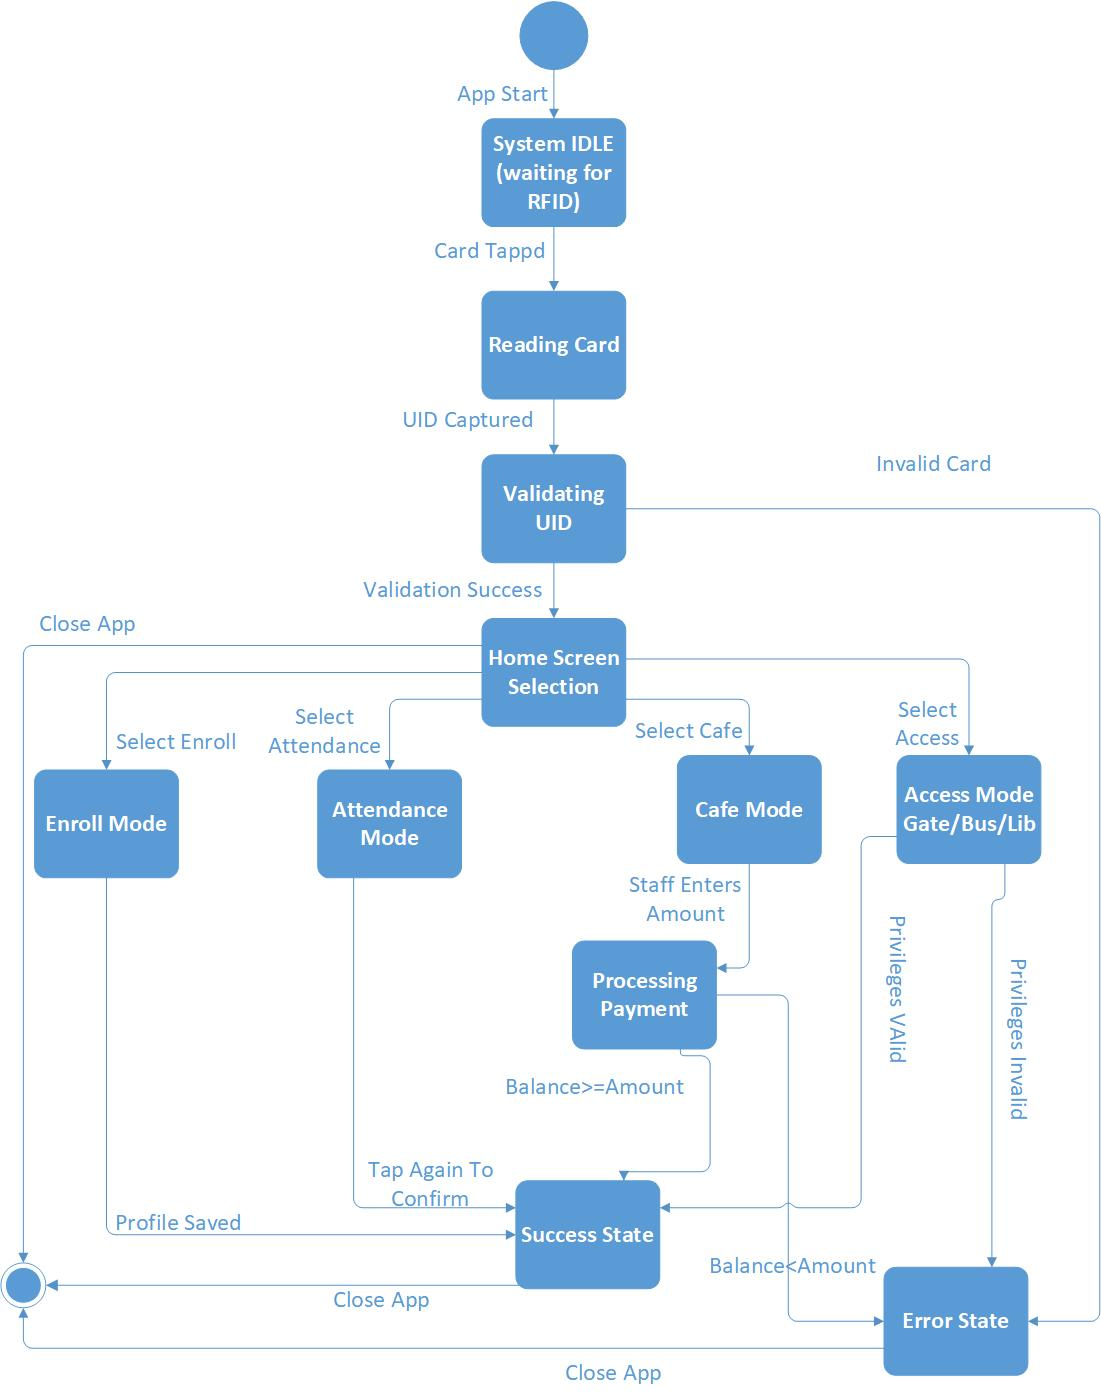 App Start
System IDLE
(waiting for
RFID)
Card Tappd
Reading Card
UID Captured
Validating
UID
Invalid Card
Validation Success
Close App
Home Screen
Selection
Select Enroll
Select
Attendance
Select Cafe
Select
Access
Enroll Mode
Attendance
Mode
Cafe Mode
Access Mode
Gate/Bus/Lib
Staff Enters
Amount
Processing
Payment
Privileges VAlid
Privileges Invalid
Balance>=Amount
Tap Again To
Confirm
Profile Saved
Success State
Balance<Amount
Close App
Error State
Close App